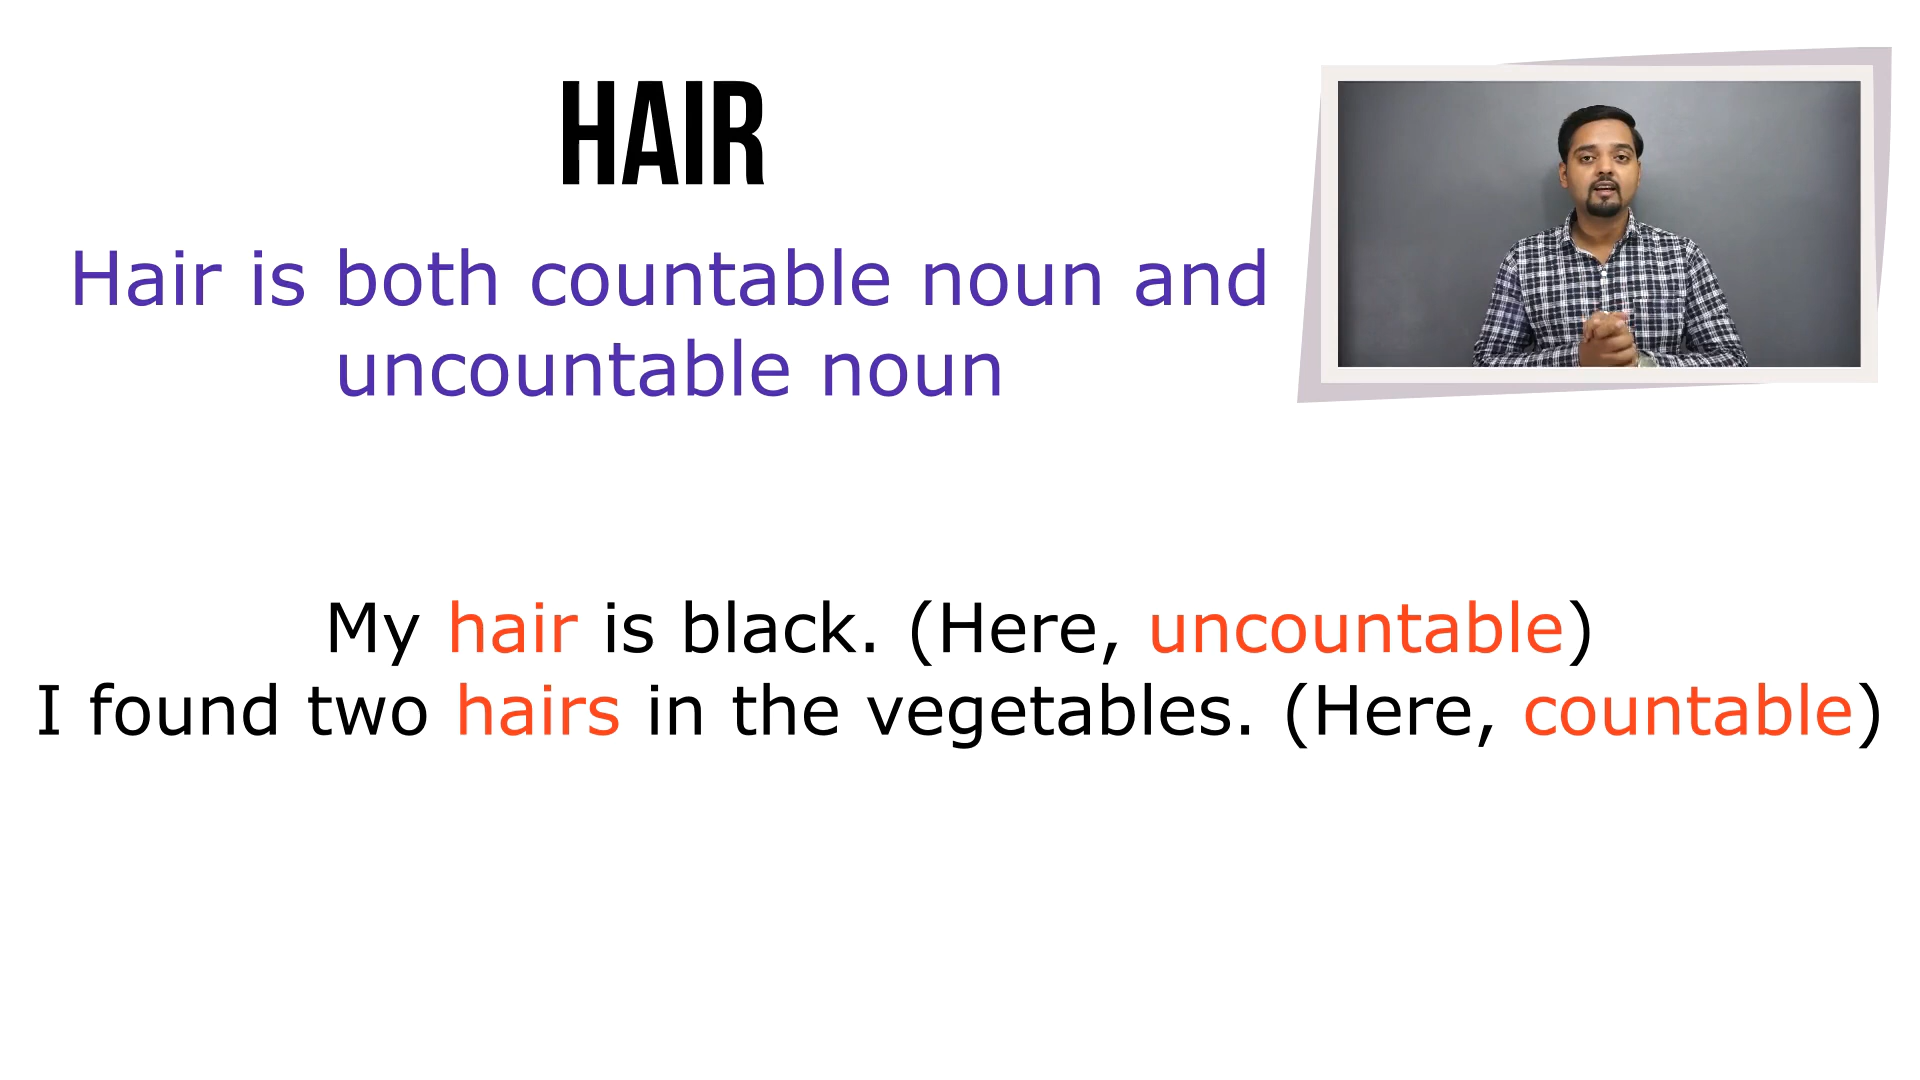 HAIR
Hair is both countable noun and
uncountable noun
My hair is black. (Here, uncountable)
I found two hairs in the vegetables. (Here, countable)